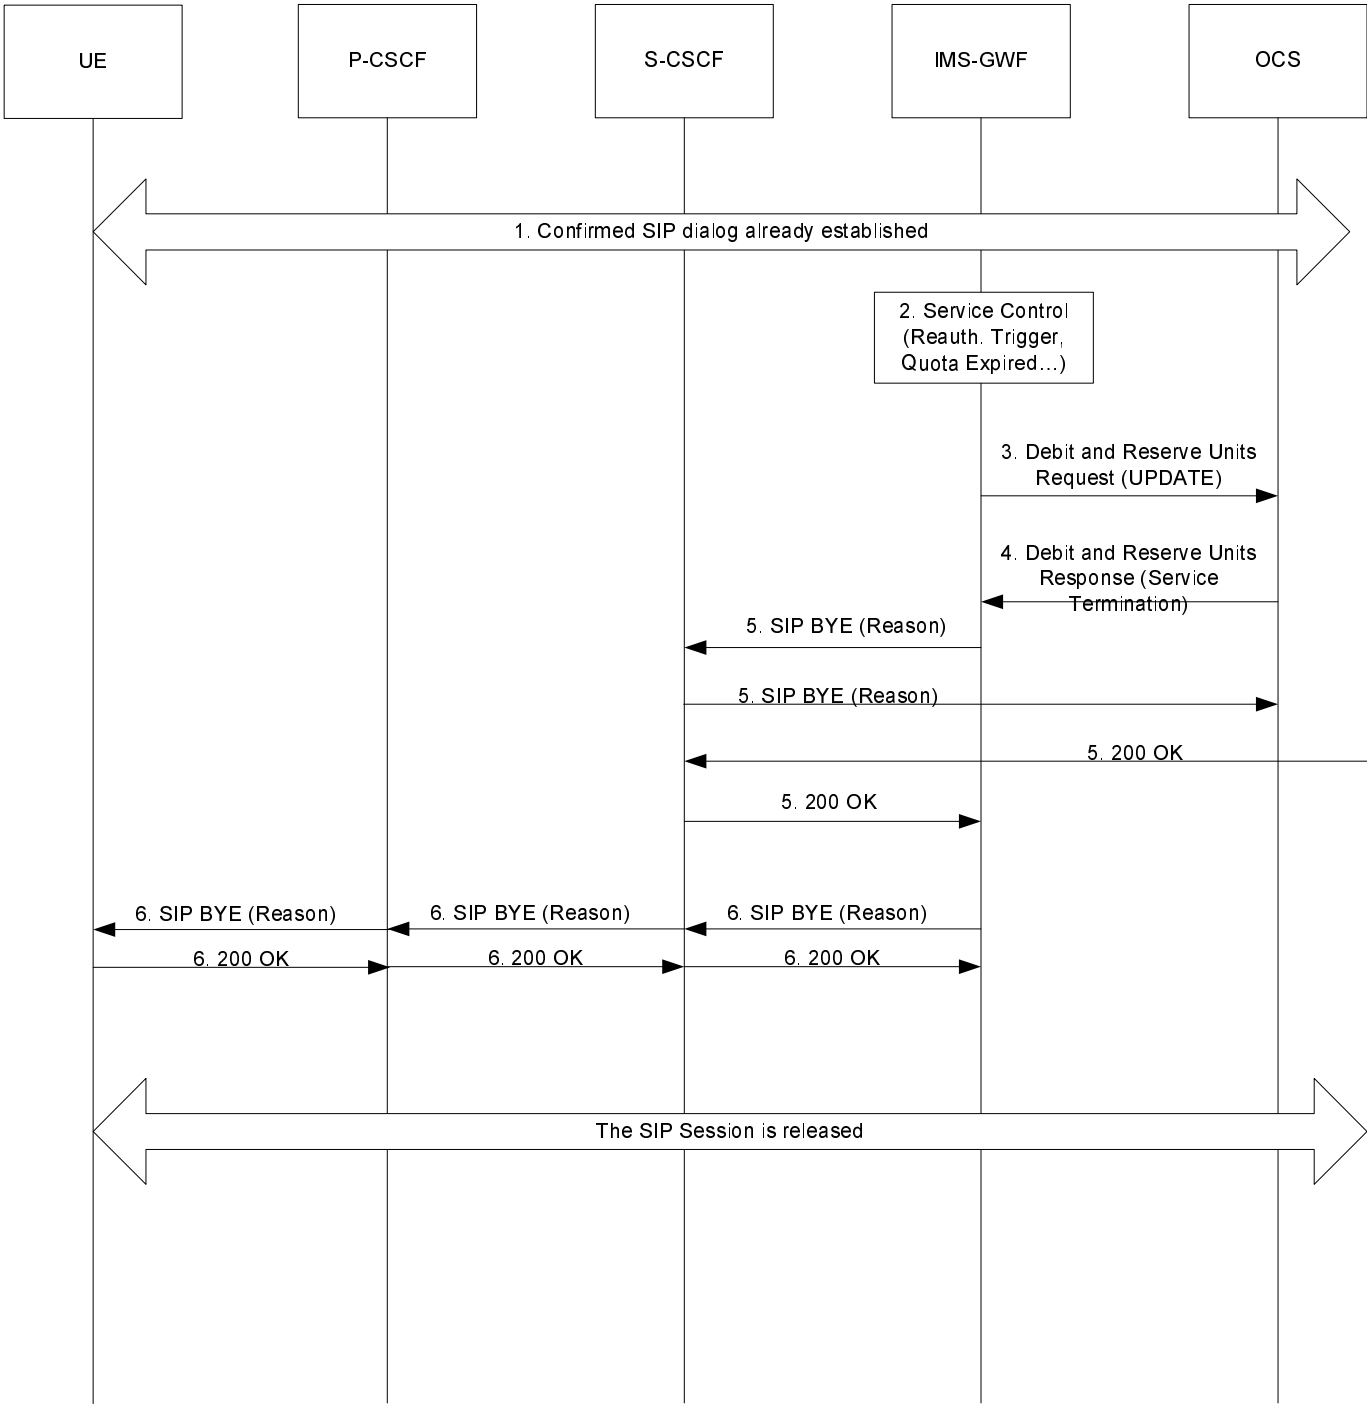 UE
P-CSCF
S-CSCF
IMS-GWF
OCS
1. Confirmed SIP dialog already established
2. Service Control
(Reauth. Trigger,
Quota Expired...)
3. Debit and Reserve Units
Request (UPDATE)
4. Debit and Reserve Units
Response (Service
Termination)
5. SIP BYE (Reason)
5. SIP BYE (Reason)
5. 200 OK
5. 200 OK
6. SIP BYE (Reason)
6. SIP BYE (Reason)
6. SIP BYE (Reason)
6. 200 OK
6. 200 OK
6. 200 OK
The SIP Session is released